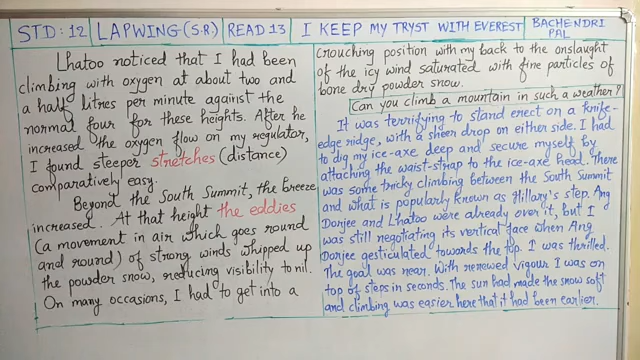 STD:12 LAPWING (S.R.) READ 13 I KEEP MY TRYST WITH EVEREST BACHENDRI PAL
Lhatoo noticed that I had been
climbing with oxygen at about two and
a half litres per minute against the
normal four for these heights. After he
increased the oxygen flow on my regulator,
I found steeper stretches (distance)
comparatively easy.
Beyond the South Summit, the breeze
increased. At that height the eddies
(a movement in air which goes round
and round) of strong winds whipped up
the powder snow, reducing visibility to nil.
On many occasions, I had to get into a
crouching position with my back to the onslaught
of the icy wind saturated with fine particles of
bone dry powder snow.
Can you climb a mountain in such a weather?
It was terrifying to stand erect on a knife-
edge ridge, with a sheer drop on either side. I had
to dig my ice-axe deep and secure myself by
attaching the waist-strap to the ice-axe head. There
was some tricky climbing between the South Summit
and what is popularly known as Hillary's step. Ang
Dorjee and Lhatoo were already over it, but I
was still negotiating its vertical face when Ang
Dorjee gesticulated towards the top. I was thrilled.
The goal was near. With renewed vigour I was on
top of steps in seconds. The sun had made the snow soft
and climbing was easier here that it had been earlier.